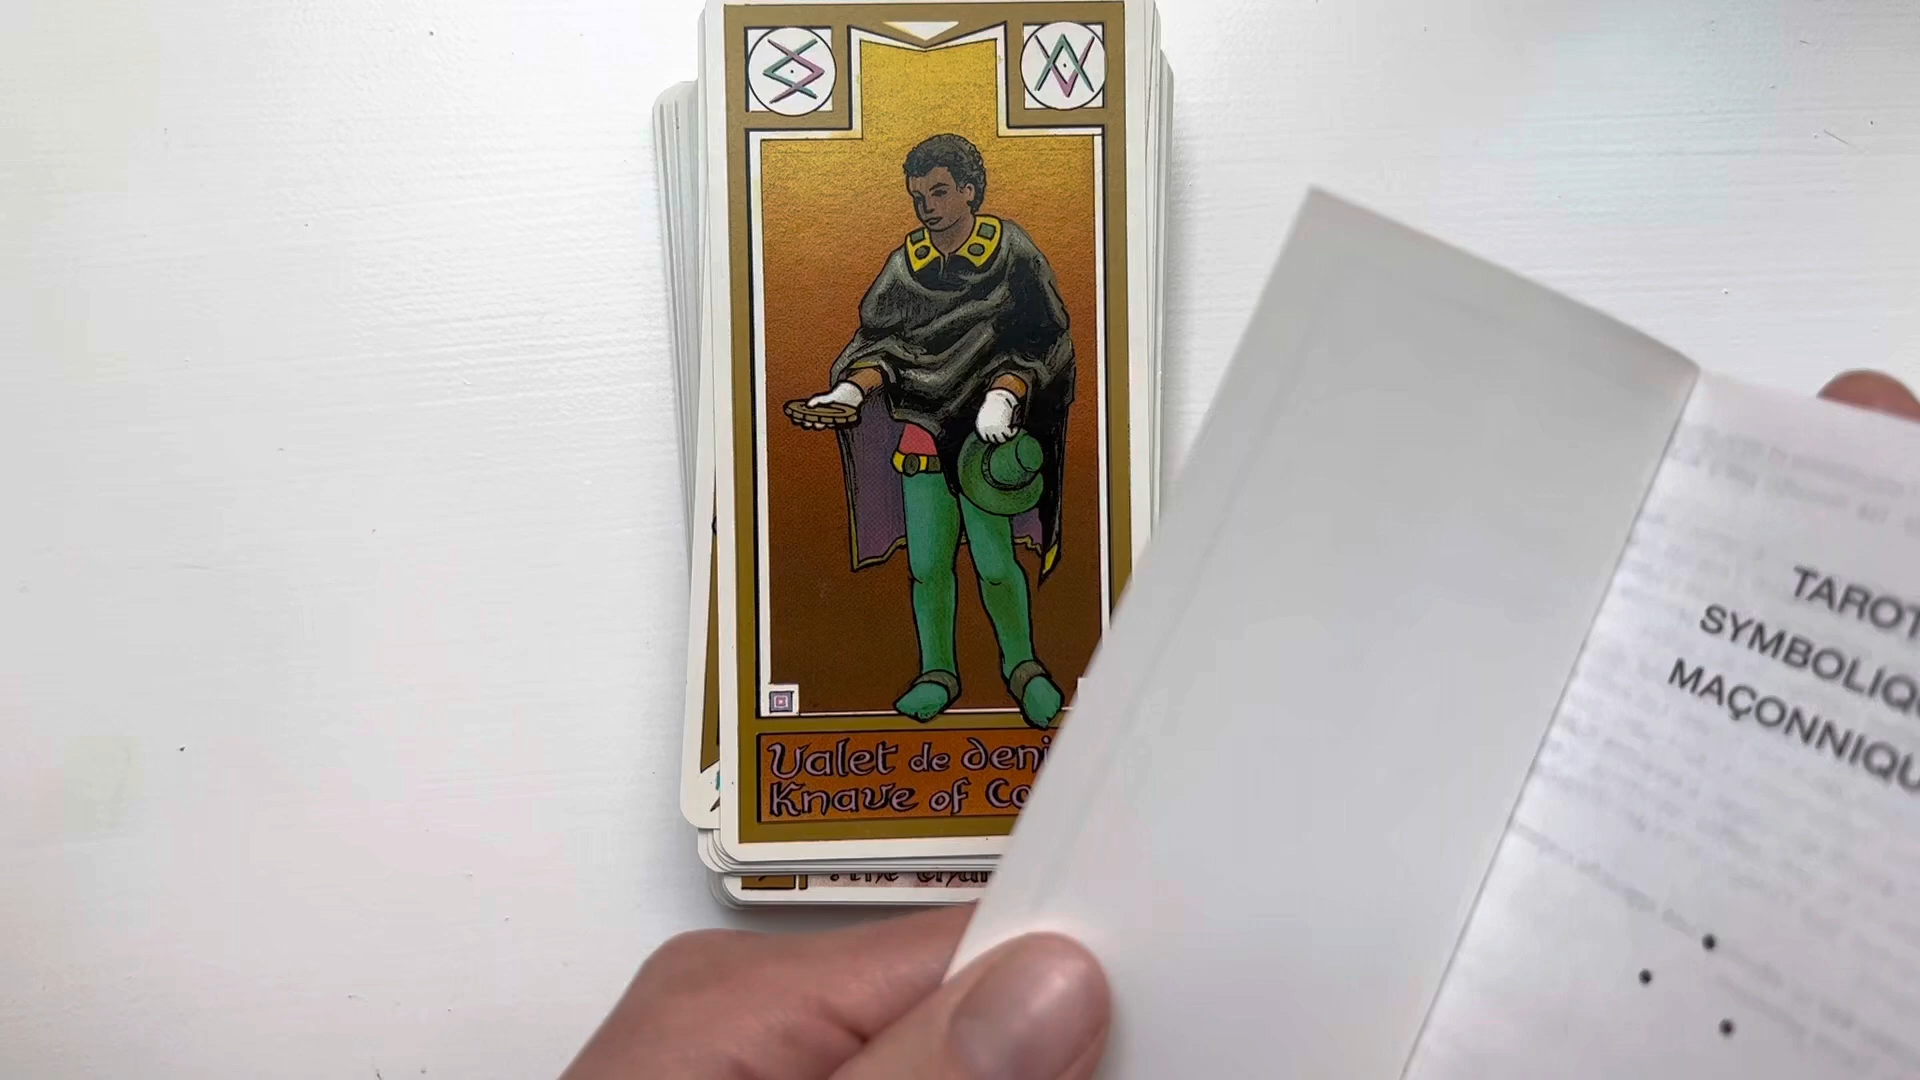 Valet de deni
Knave of Co
TAROT
SYMBOLIQU
MAÇONNIQU